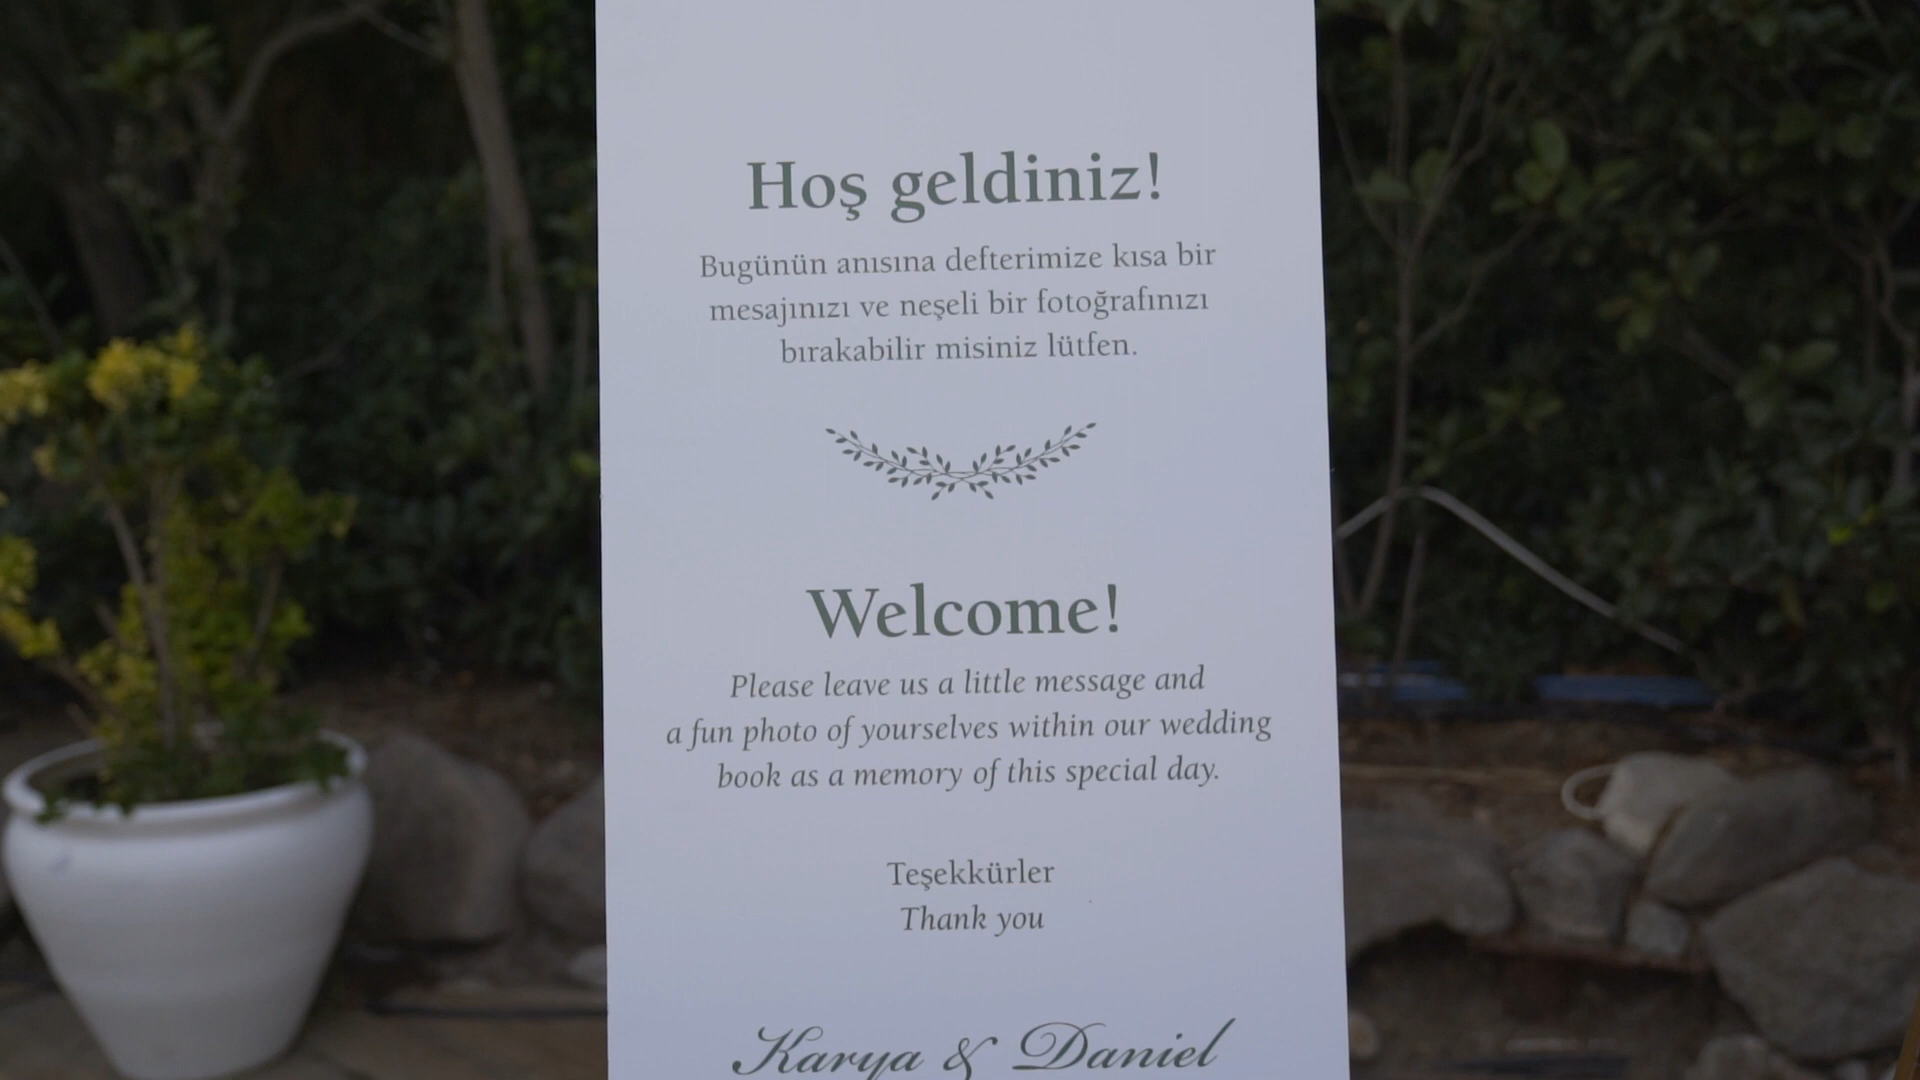 Hoş geldiniz!
Bugünün anısına defterimize kısa bir
mesajınızı ve neşeli bir fotoğrafınızı
bırakabilir misiniz lütfen.
Welcome!
Please leave us a little message and
a fun photo of yourselves within our wedding
book as a memory of this special day.
Teşekkürler
Thank you
Karya & Daniel